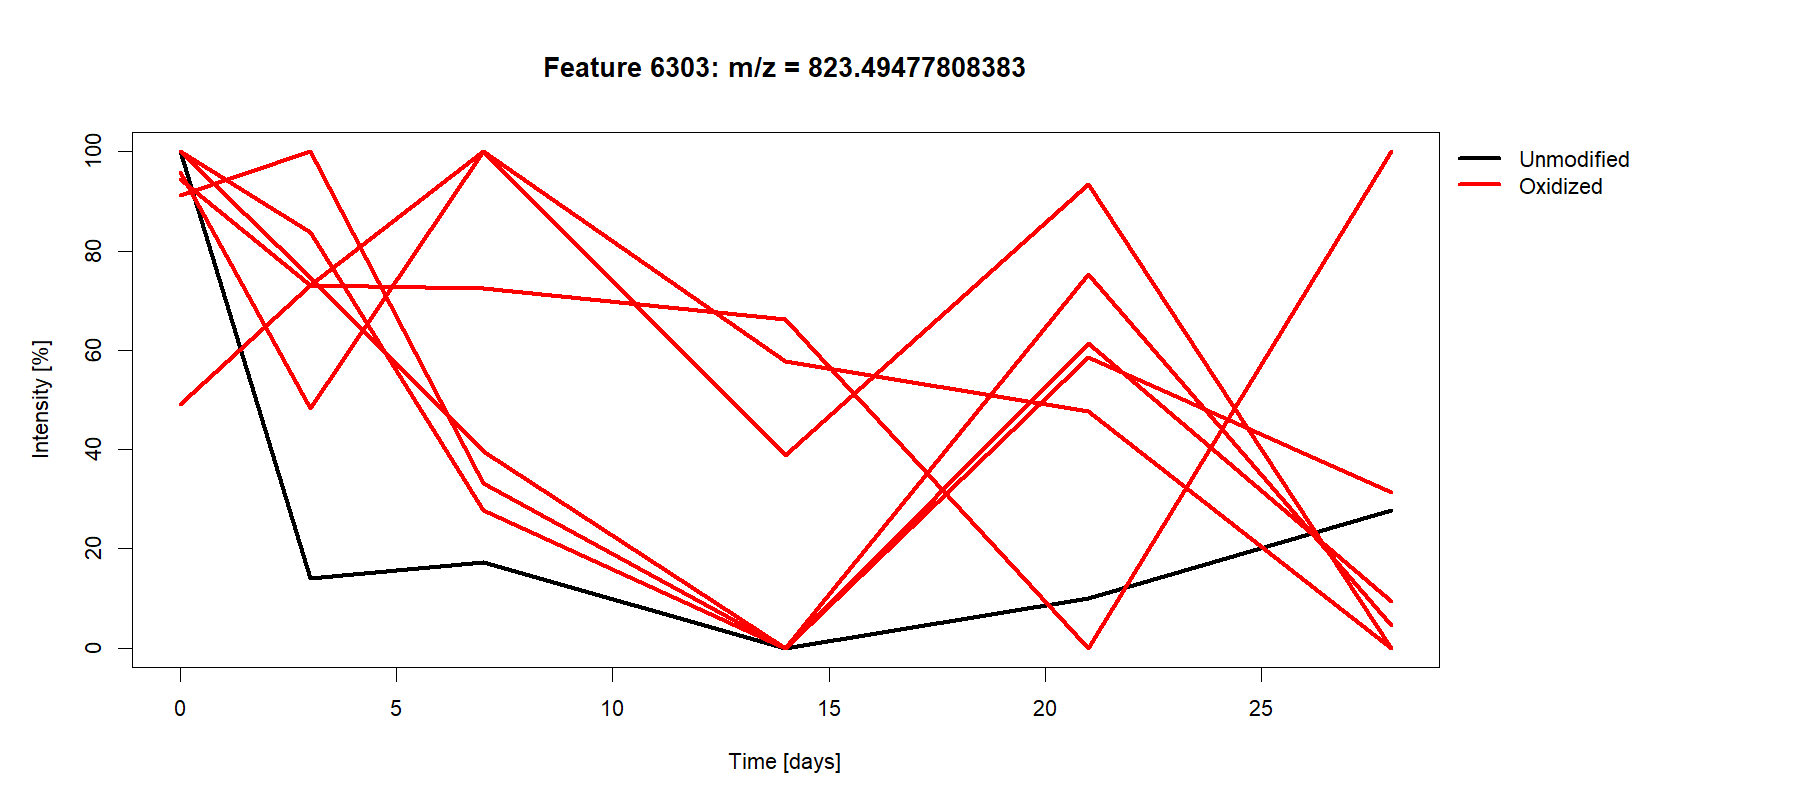 Feature 6303: m/z = 823.49477808383
Unmodified
Oxidized
Intensity [%]
100
80
60
40
20
0
0 5 10 15 20 25
Time [days]